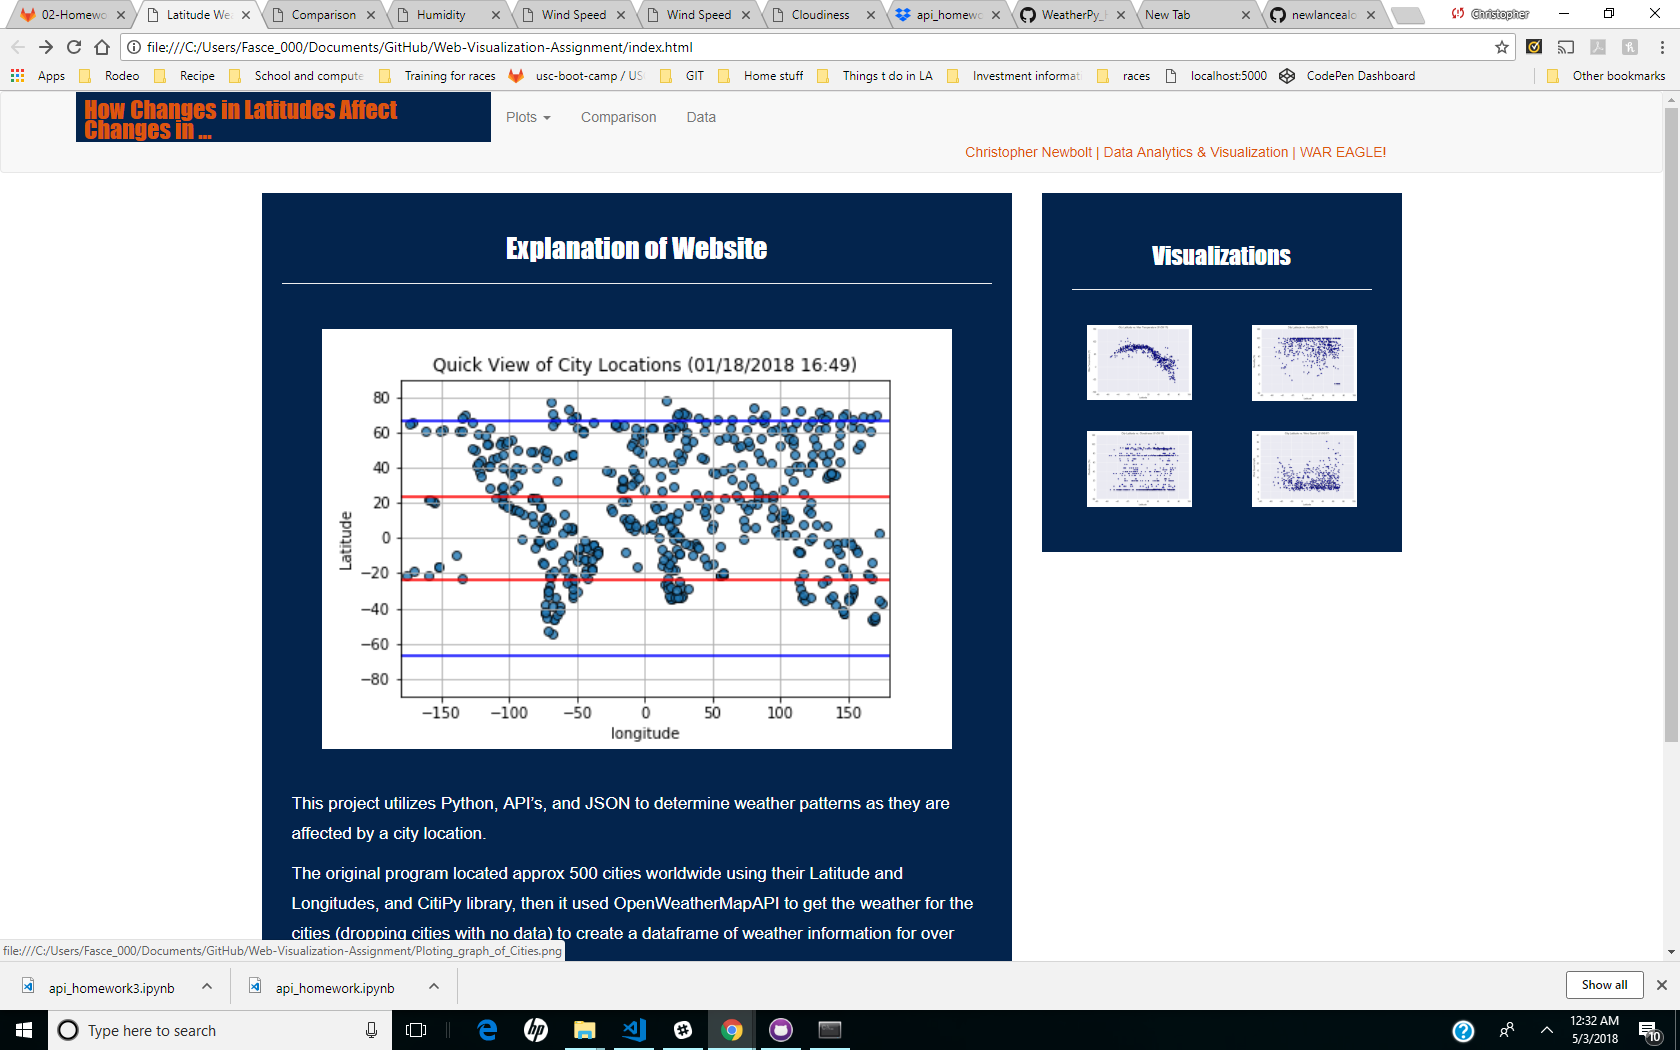 02-Homewo
Latitude Wea
Comparison
Humidity
Wind Speed
Wind Speed
Cloudiness
api_homewo
WeatherPy_
New Tab
newlancealo
Christopher
file:///C:/Users/Fasce_000/Documents/GitHub/Web-Visualization-Assignment/index.html
Apps
Rodeo
Recipe
School and compute
Training for races
usc-boot-camp / US
GIT
Home stuff
Things t do in LA
Investment informati
races
localhost:5000
CodePen Dashboard
Other bookmarks
How Changes in Latitudes Affect
Changes in ...
Plots
Comparison
Data
Christopher Newbolt | Data Analytics & Visualization | WAR EAGLE!
Explanation of Website
Visualizations
Quick View of City Locations (01/18/2018 16:49)
80
60
40
20
0
−20
−40
−60
−80
Latitude
−150 −100 −50 0 50 100 150
longitude
This project utilizes Python, API's, and JSON to determine weather patterns as they are
affected by a city location.
The original program located approx 500 cities worldwide using their Latitude and
Longitudes, and CitiPy library, then it used OpenWeatherMapAPI to get the weather for the
cities (dropping cities with no data) to create a dataframe of weather information for over
file:///C:/Users/Fasce_000/Documents/GitHub/Web-Visualization-Assignment/Ploting_graph_of_Cities.png
api_homework3.ipynb
api_homework.ipynb
Show all
Type here to search
12:32 AM
5/3/2018
10